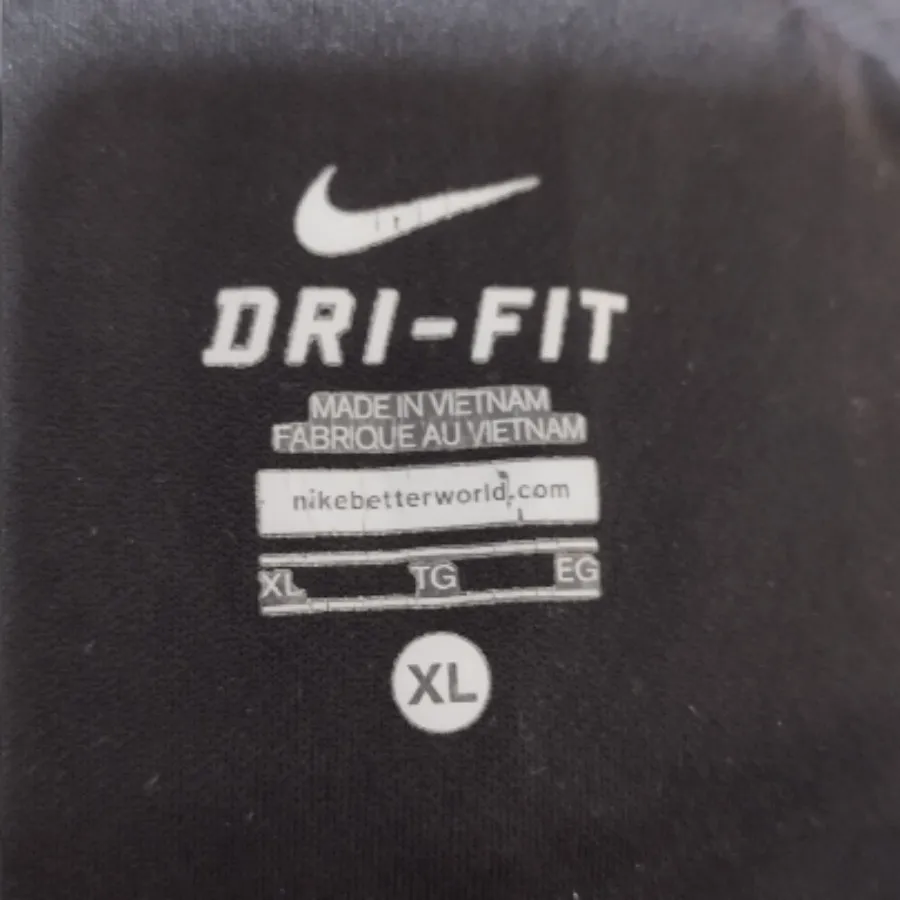 DRI-FIT
MADE IN VIETNAM
FABRIQUE AU VIETNAM
nikebetterworld.com
XL TG EG
XL